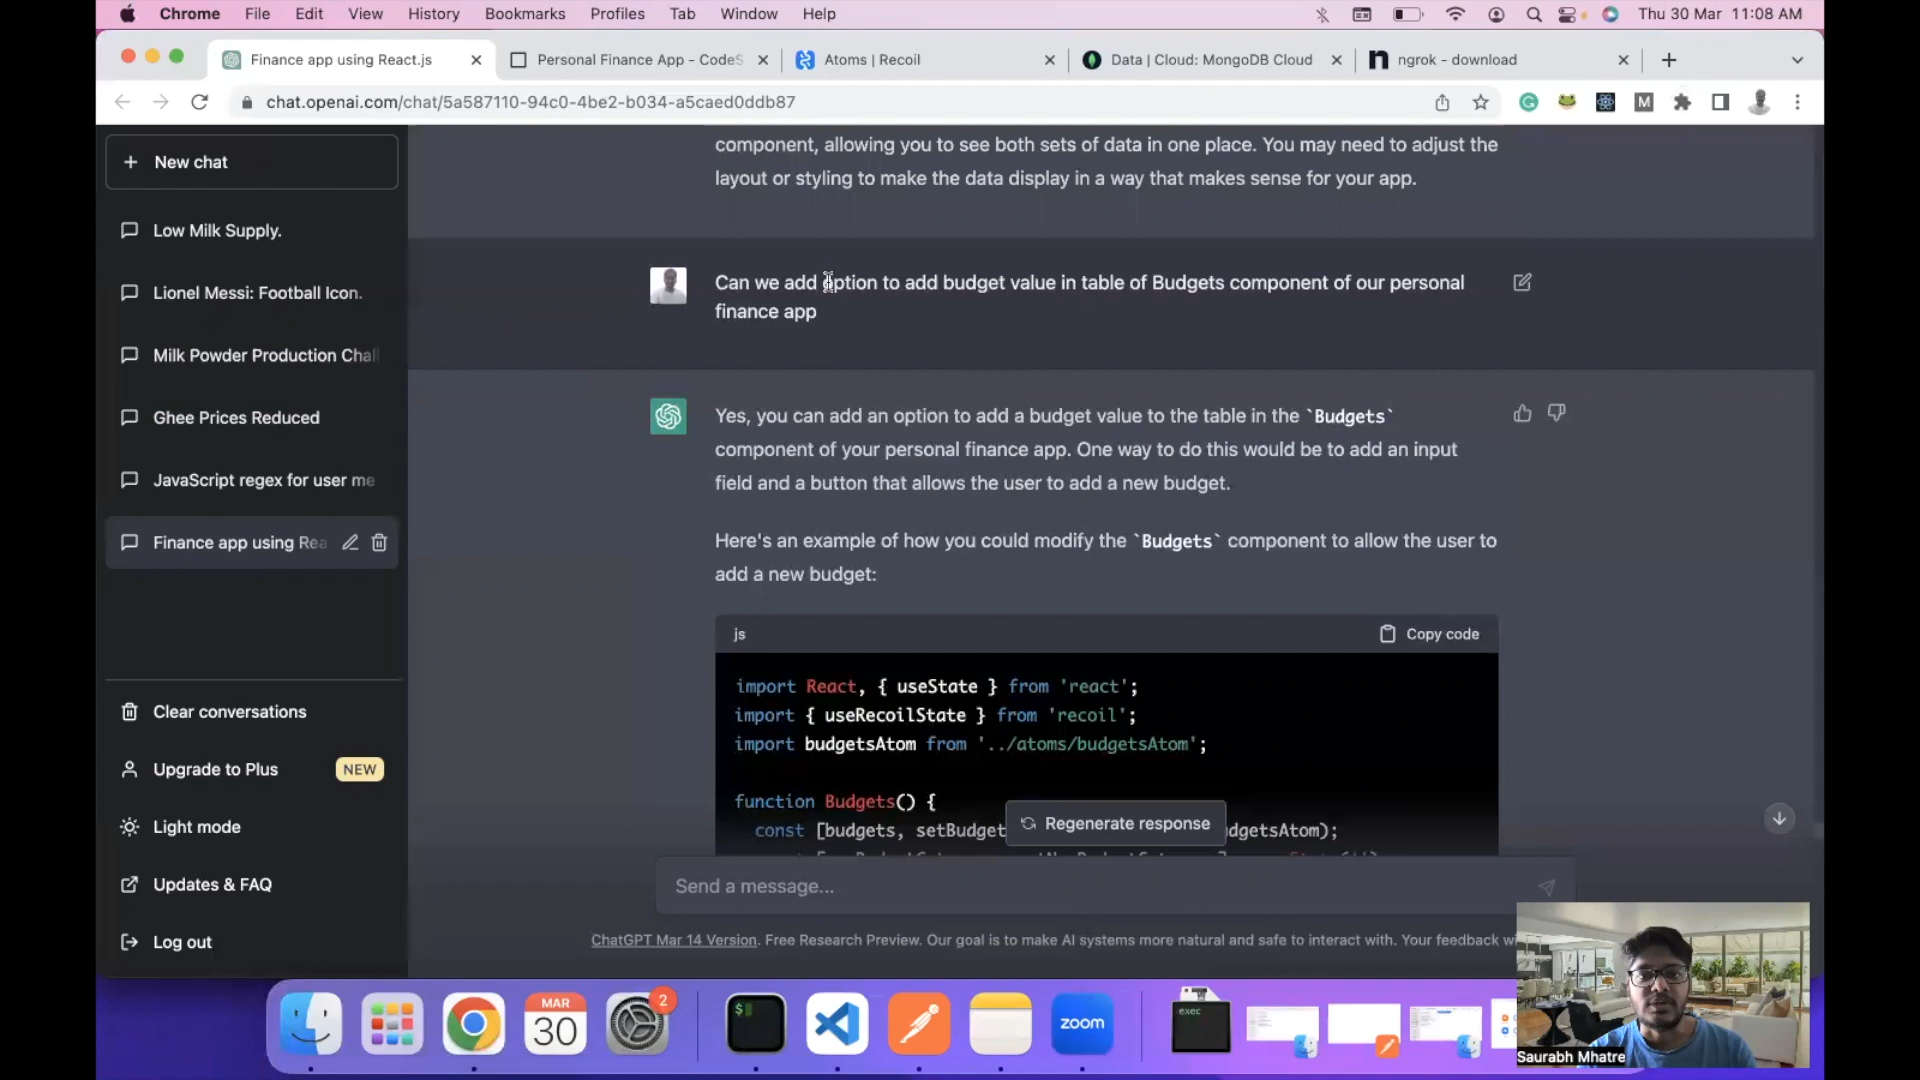 Chrome File Edit View History Bookmarks Profiles Tab Window Help Thu 30 Mar 11:08 AM
Finance app using React.js
Personal Finance App - CodeS
Atoms | Recoil
Data | Cloud: MongoDB Cloud
ngrok - download
chat.openai.com/chat/5a587110-94c0-4be2-b034-a5caed0ddb87
M
New chat
Low Milk Supply.
Lionel Messi: Football Icon.
Milk Powder Production Chal
Ghee Prices Reduced
JavaScript regex for user me
Finance app using Rea
Clear conversations
Upgrade to Plus NEW
Light mode
Updates & FAQ
Log out
component, allowing you to see both sets of data in one place. You may need to adjust the
layout or styling to make the data display in a way that makes sense for your app.
Can we add option to add budget value in table of Budgets component of our personal
finance app
Yes, you can add an option to add a budget value to the table in the `Budgets`
component of your personal finance app. One way to do this would be to add an input
field and a button that allows the user to add a new budget.
Here's an example of how you could modify the `Budgets` component to allow the user to
add a new budget:
js Copy code
import React, { useState } from 'react';
import { useRecoilState } from 'recoil';
import budgetsAtom from '../atoms/budgetsAtom';
function Budgets() {
const [budgets, setBudget dgetsAtom);
Regenerate response
Send a message...
ChatGPT Mar 14 Version. Free Research Preview. Our goal is to make AI systems more natural and safe to interact with. Your feedback w
MAR
30
2
$
zoom
exec
Saurabh Mhatre